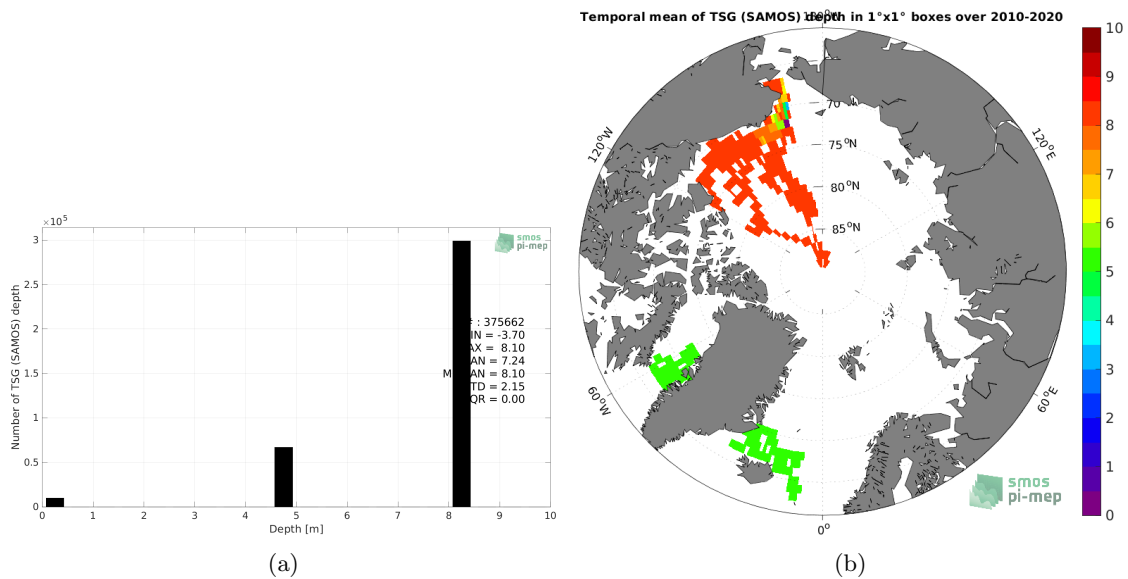 Temporal mean of TSG (SAMOS) depth in 1°x1° boxes over 2010-2020
×10⁵
3
2.5
2
1.5
1
0.5
0
Number of TSG (SAMOS) depth
smos
pi-mep
: 375662
IN = -3.70
AX = 8.10
AN = 7.24
M AN = 8.10
TD = 2.15
QR = 0.00
0 1 2 3 4 5 6 7 8 9 10
Depth [m]
(a)
120°W
120°E
70
75°N
80°N
85°N
60°W
60°E
0°
smos
pi-mep
10
9
8
7
6
5
4
3
2
1
0
(b)